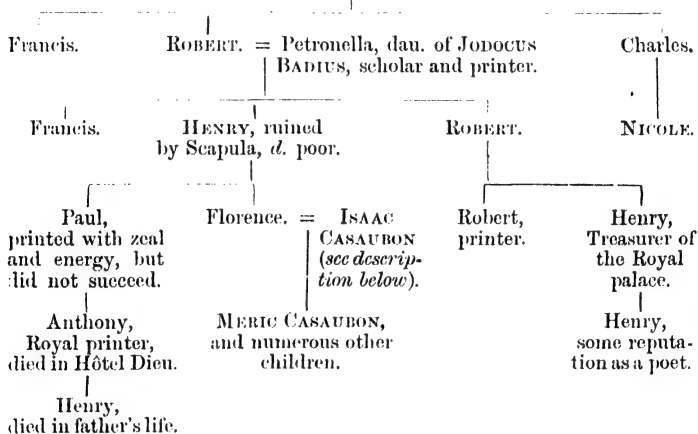 Francis. ROBERT. = Petronella, dau. of JODOCUS Charles.
BADIUS, scholar and printer.
Francis. HENRY, ruined ROBERT. NICOLE.
by Scapula, d. poor.
Paul, Florence. = ISAAC Robert, Henry,
printed with zeal CASAUBON printer. Treasurer of
and energy, but (see descrip- the Royal
did not succeed. tion below). palace.
Anthony, MERIC CASAUBON, Henry,
Royal printer, and numerous other some reputa-
died in Hôtel Dieu. children. tion as a poet.
Henry,
died in father's life.